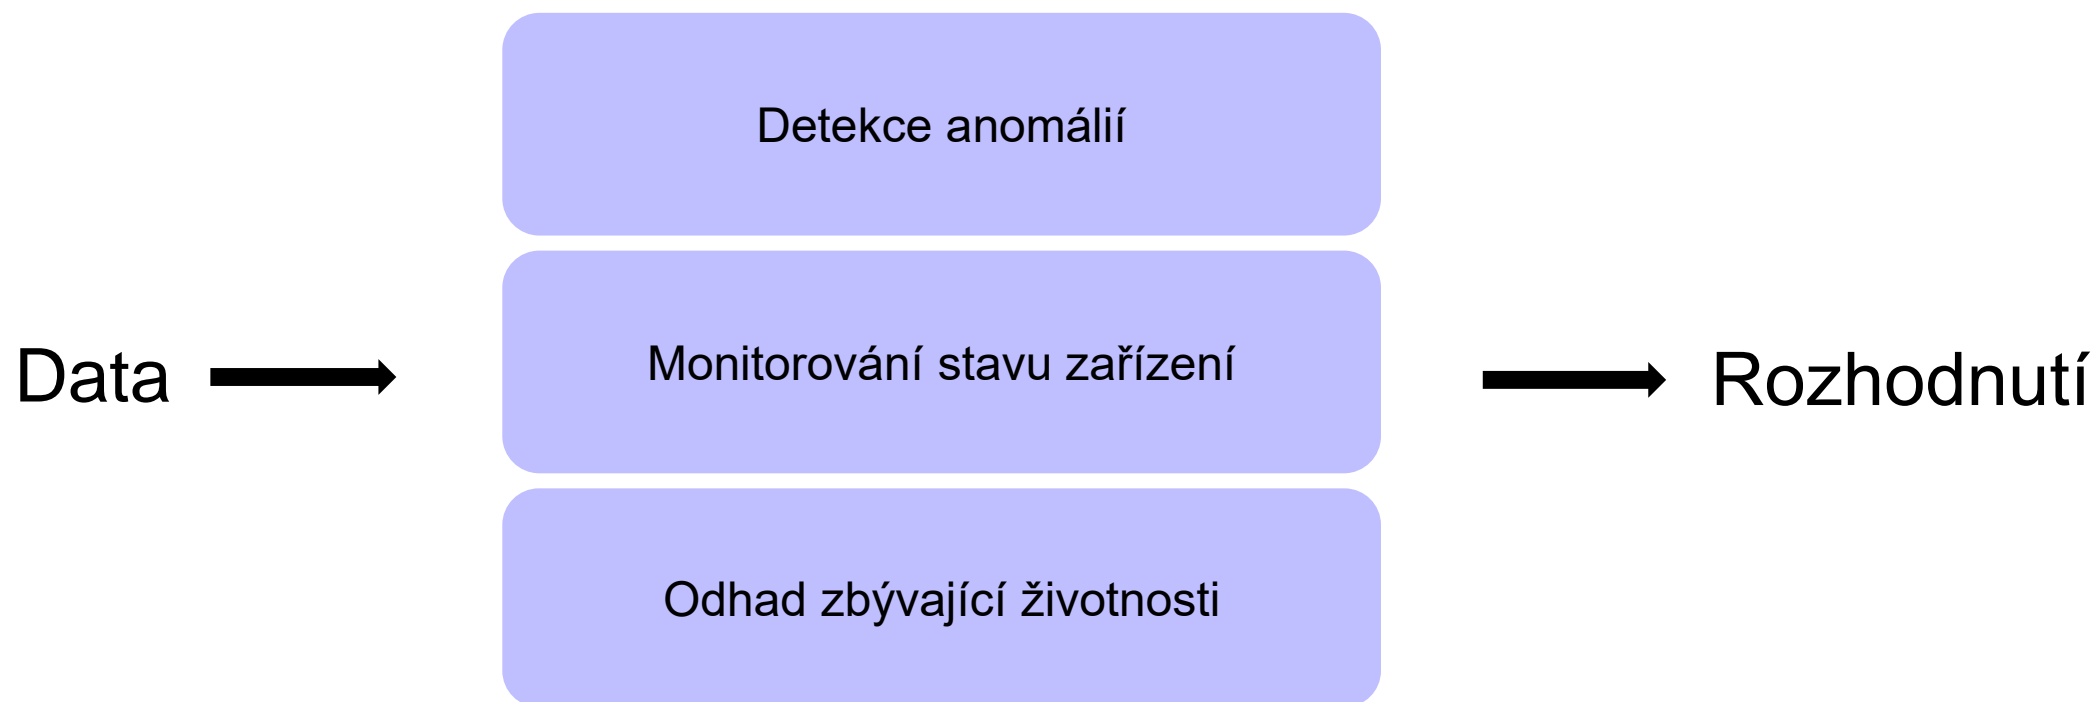 Detekce anomálií
Data
Monitorování stavu zařízení
Rozhodnutí
Odhad zbývající životnosti